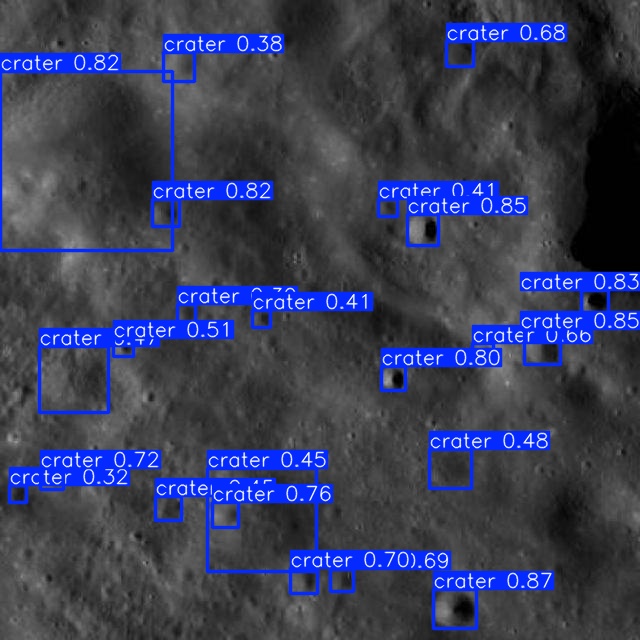 crater 0.68
crater 0.38
crater 0.82
crater 0.82
crater 0.41
crater 0.85
crater 0.83
crater
crater 0.41
crater 0.85
crater 0.51
crater 0.66
crater
crater 0.80
crater 0.48
crater 0.72
crater 0.45
crater 0.32
crater 0.76
crater 0.70
0.69
crater 0.87